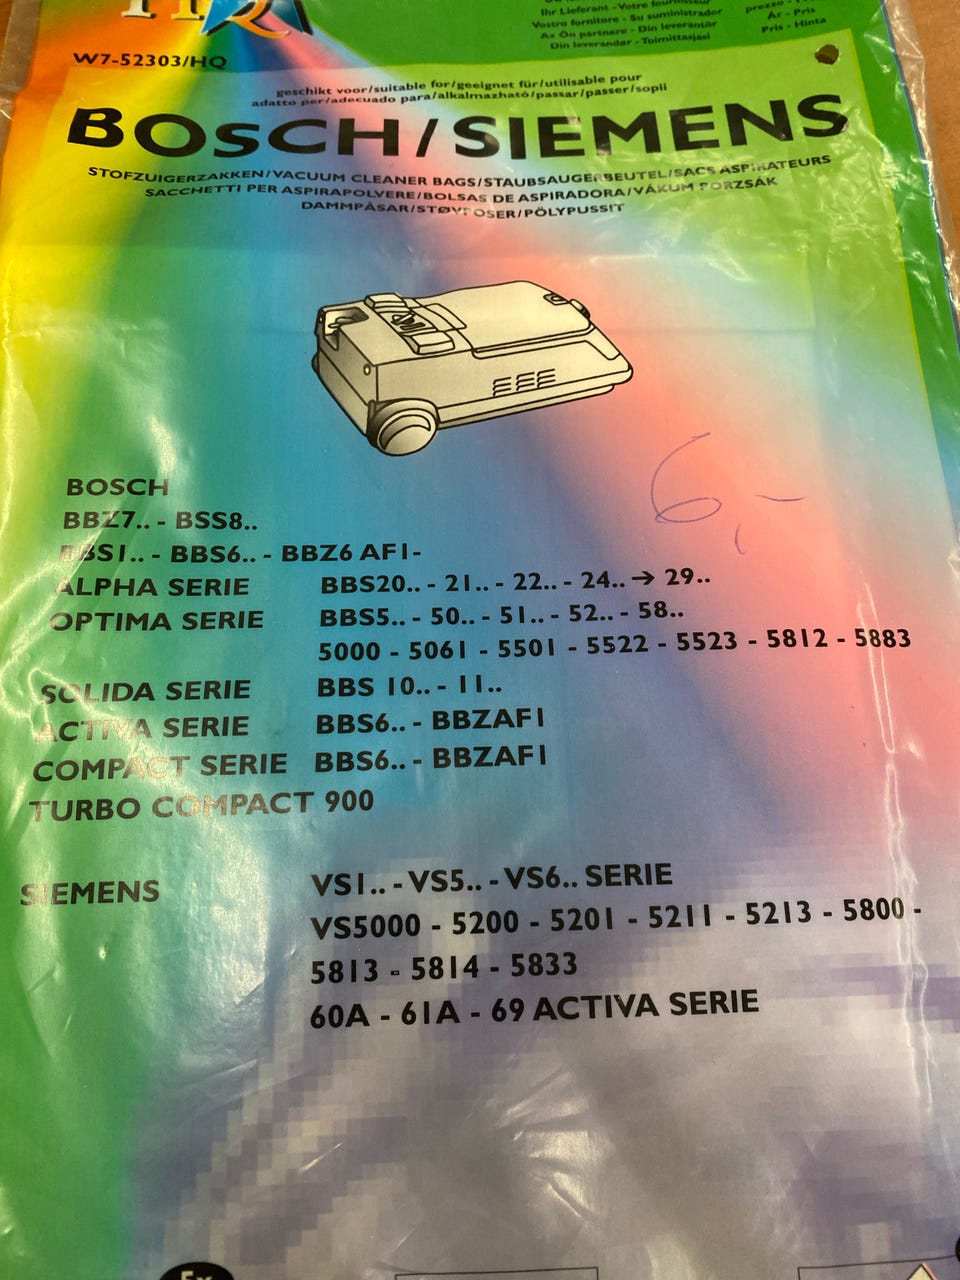 HQ
Ihr Lieferant - Votre fournisseur
Vostro fornitore - Su suministrador
Az Ön partnere - Din leverantör
Din leverandør - Toimittajasi
Ár - Pris
Pris - Hinta
W7-52303/HQ
geschikt voor/suitable for/geeignet für/utilisable pour
adatto per/adecuado para/alkalmazható/passar/passer/sopii
BOSCH/SIEMENS
STOFZUIGERZAKKEN/VACUUM CLEANER BAGS/STAUBSAUGERBEUTEL/SACS ASPIRATEURS
SACCHETTI PER ASPIRAPOLVERE/BOLSAS DE ASPIRADORA/VÁKUM PORZSÁK
DAMMPÅSAR/STØVPOSER/PÖLYPUSSIT
6,-
BOSCH
BBZ7.. - BSS8..
BBS1.. - BBS6.. - BBZ6 AF1-
ALPHA SERIE BBS20.. - 21.. - 22.. - 24.. → 29..
OPTIMA SERIE BBS5.. - 50.. - 51.. - 52.. - 58..
5000 - 5061 - 5501 - 5522 - 5523 - 5812 - 5883
SOLIDA SERIE BBS 10.. - 11..
ACTIVA SERIE BBS6.. - BBZAF1
COMPACT SERIE BBS6.. - BBZAF1
TURBO COMPACT 900
SIEMENS VS1.. - VS5.. - VS6.. SERIE
VS5000 - 5200 - 5201 - 5211 - 5213 - 5800 -
5813 - 5814 - 5833
60A - 61A - 69 ACTIVA SERIE